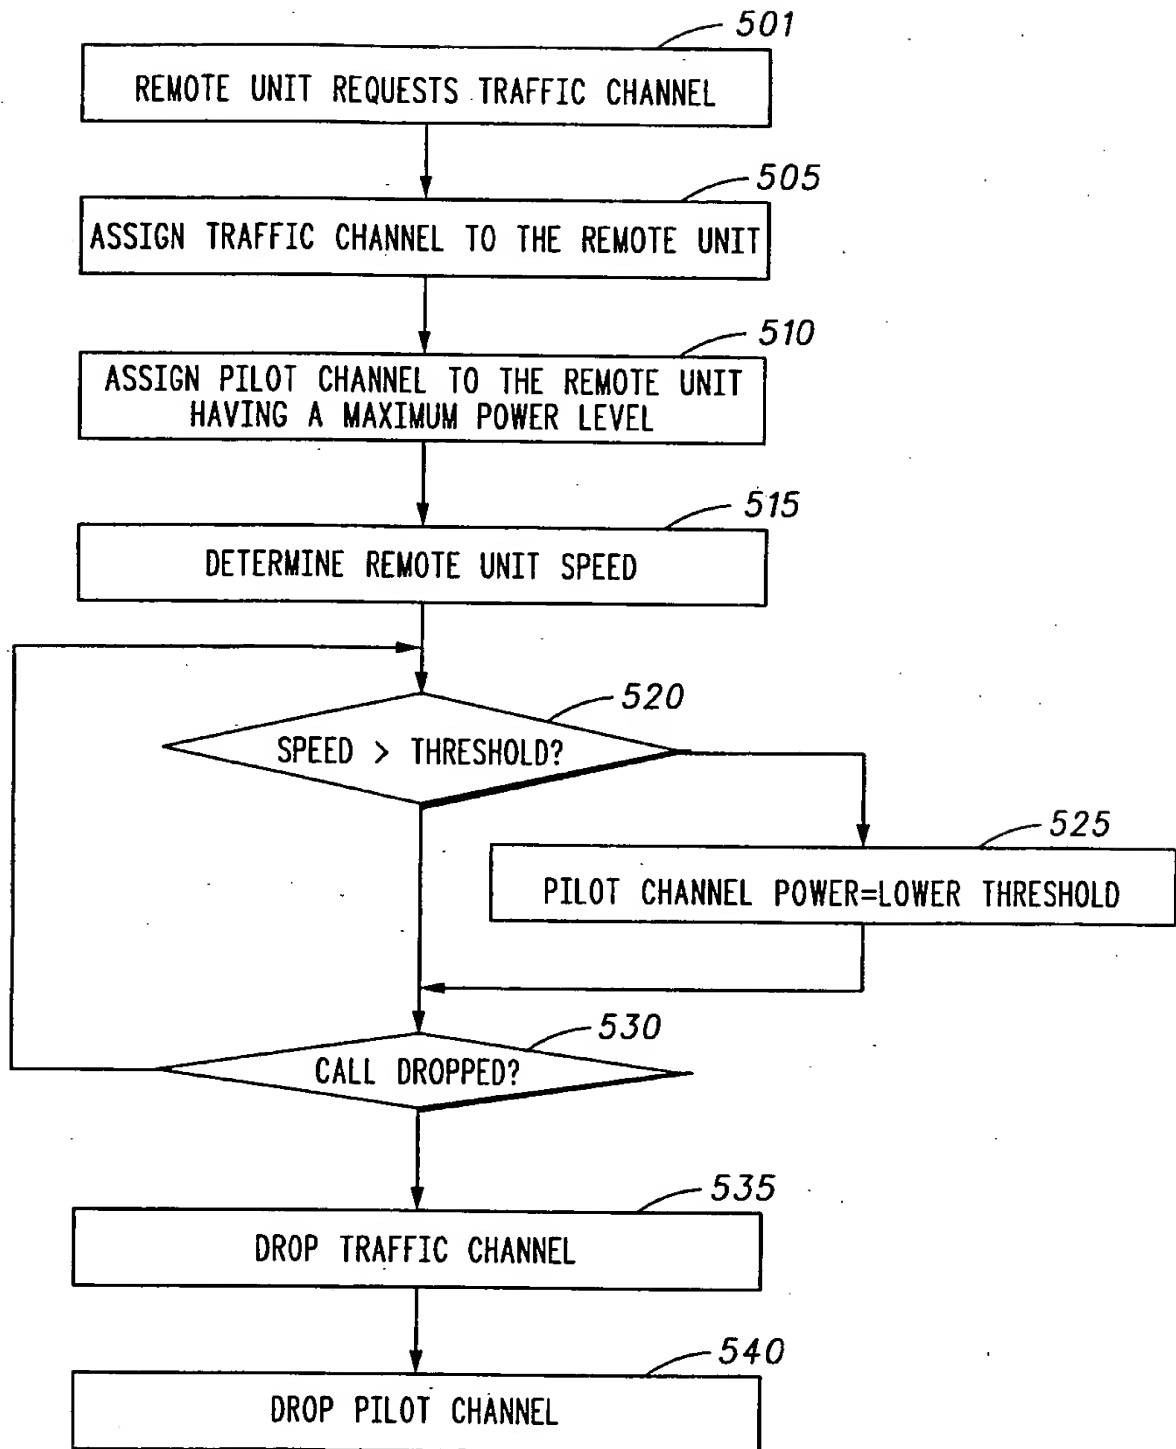 501
REMOTE UNIT REQUESTS TRAFFIC CHANNEL
505
ASSIGN TRAFFIC CHANNEL TO THE REMOTE UNIT
510
ASSIGN PILOT CHANNEL TO THE REMOTE UNIT
HAVING A MAXIMUM POWER LEVEL
515
DETERMINE REMOTE UNIT SPEED
520
SPEED > THRESHOLD?
525
PILOT CHANNEL POWER=LOWER THRESHOLD
530
CALL DROPPED?
535
DROP TRAFFIC CHANNEL
540
DROP PILOT CHANNEL